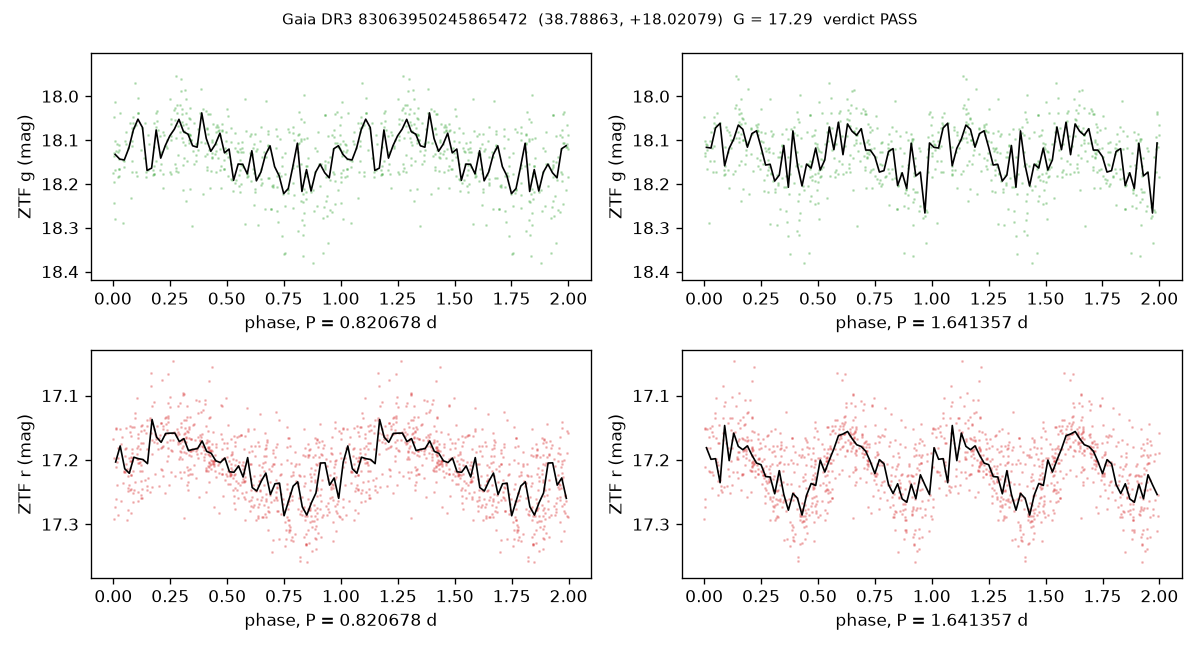 Gaia DR3 83063950245865472  (38.78863, +18.02079)  G = 17.29  verdict PASS
ZTF g (mag)
18.0
18.1
18.2
18.3
18.4
0.00 0.25 0.50 0.75 1.00 1.25 1.50 1.75 2.00
phase, P = 0.820678 d
ZTF g (mag)
18.0
18.1
18.2
18.3
18.4
0.00 0.25 0.50 0.75 1.00 1.25 1.50 1.75 2.00
phase, P = 1.641357 d
ZTF r (mag)
17.1
17.2
17.3
0.00 0.25 0.50 0.75 1.00 1.25 1.50 1.75 2.00
phase, P = 0.820678 d
ZTF r (mag)
17.1
17.2
17.3
0.00 0.25 0.50 0.75 1.00 1.25 1.50 1.75 2.00
phase, P = 1.641357 d